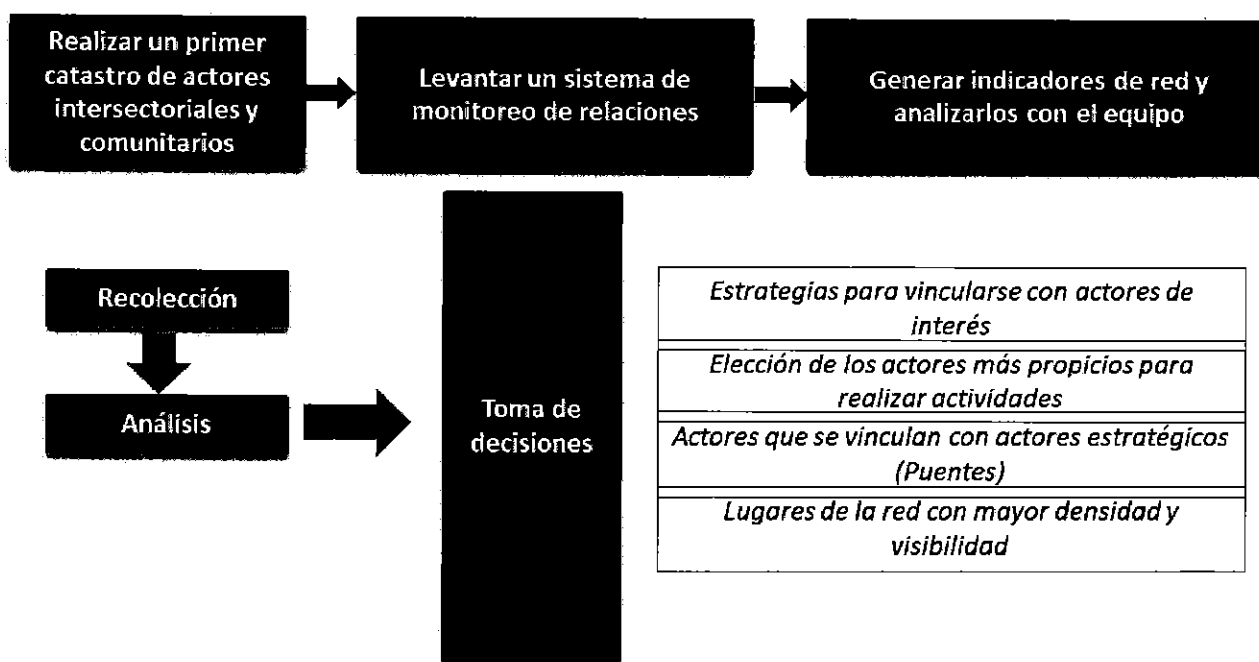 Realizar un primer
catastro de actores
intersectoriales y
comunitarios
Levantar un sistema de
monitoreo de relaciones
Generar indicadores de red y
analizarlos con el equipo
Recolección
Análisis
Toma de
decisiones
Estrategias para vincularse con actores de
interés
Elección de los actores más propicios para
realizar actividades
Actores que se vinculan con actores estratégicos
(Puentes)
Lugares de la red con mayor densidad y
visibilidad